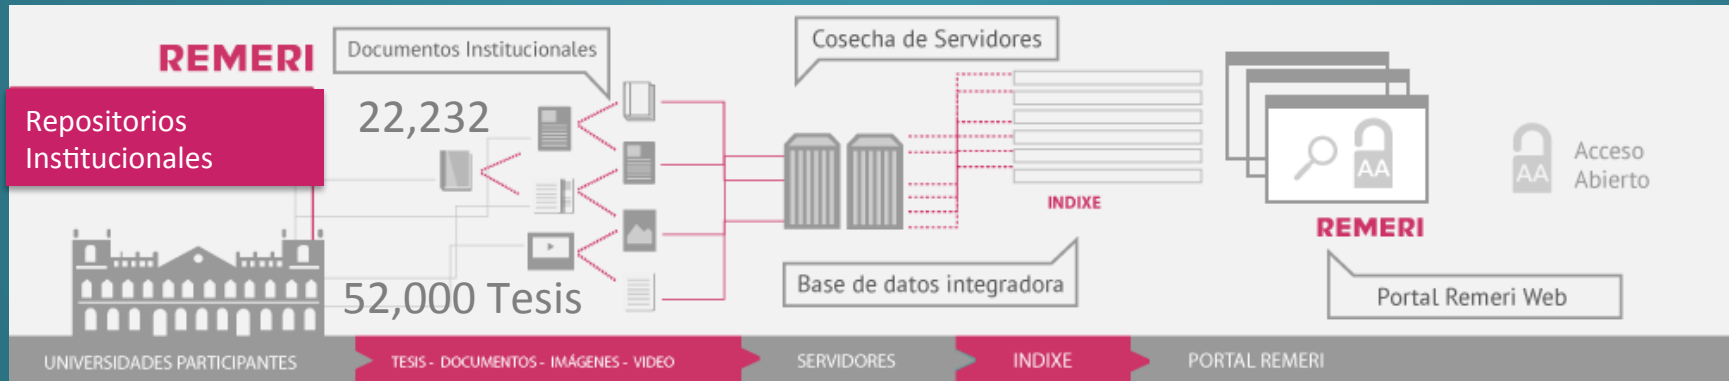 REMERI
Repositorios
Institucionales
Documentos Institucionales
22,232
52,000 Tesis
Cosecha de Servidores
Base de datos integradora
INDIXE
AA
REMERI
Portal Remeri Web
AA
Acceso
Abierto
UNIVERSIDADES PARTICIPANTES
TESIS - DOCUMENTOS - IMÁGENES - VIDEO
SERVIDORES
INDIXE
PORTAL REMERI